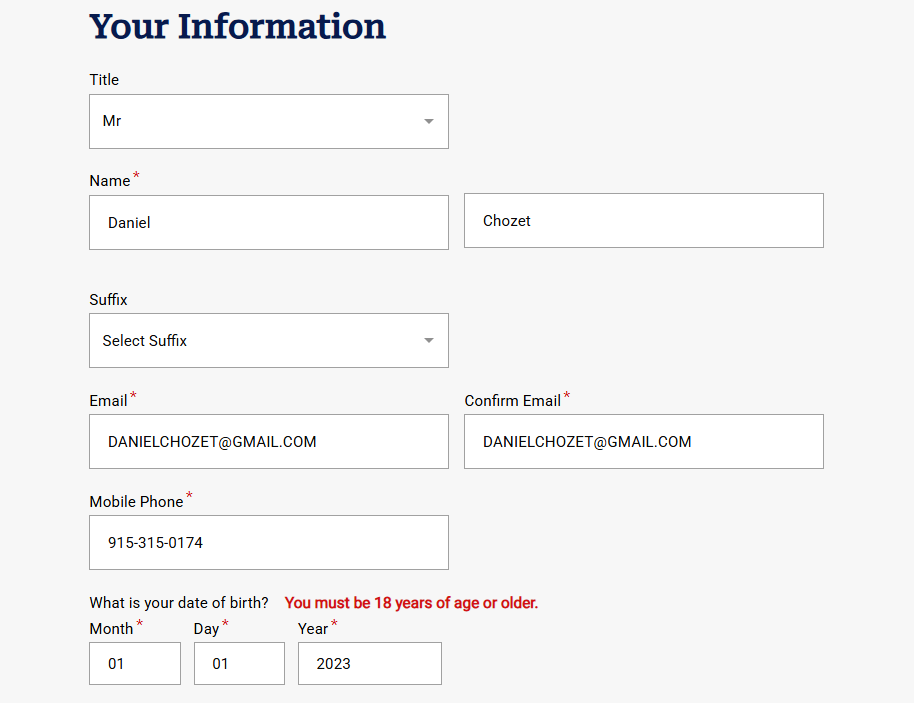 Your Information
Title
Mr
Name *
Daniel Chozet
Suffix
Select Suffix
Email * Confirm Email *
DANIELCHOZET@GMAIL.COM DANIELCHOZET@GMAIL.COM
Mobile Phone *
915-315-0174
What is your date of birth? You must be 18 years of age or older.
Month * Day * Year *
01 01 2023